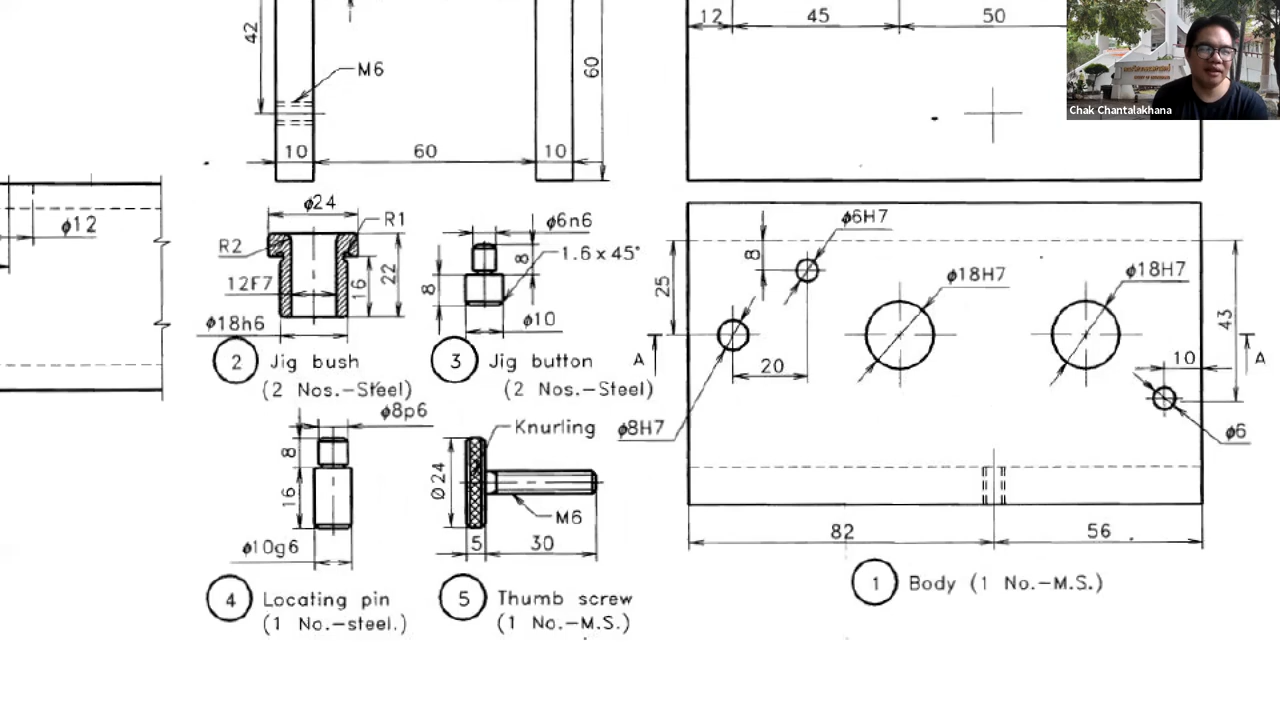 12
45
50
42
M6
60
10
60
10
Chak Chantalakhana
φ12
φ24
R1
R2
12F7
16
22
φ18h6
2 Jig bush
(2 Nos.-Steel)
φ6n6
8
1.6 x 45°
8
φ10
3 Jig button
(2 Nos.-Steel)
φ8p6
8
16
φ10g6
4 Locating pin
(1 No.-steel.)
Knurling
Ø24
M6
5
30
5 Thumb screw
(1 No.-M.S.)
φ6H7
8
25
φ18H7
φ18H7
43
A
A
20
10
φ8H7
φ6
82
56
1 Body (1 No.-M.S.)